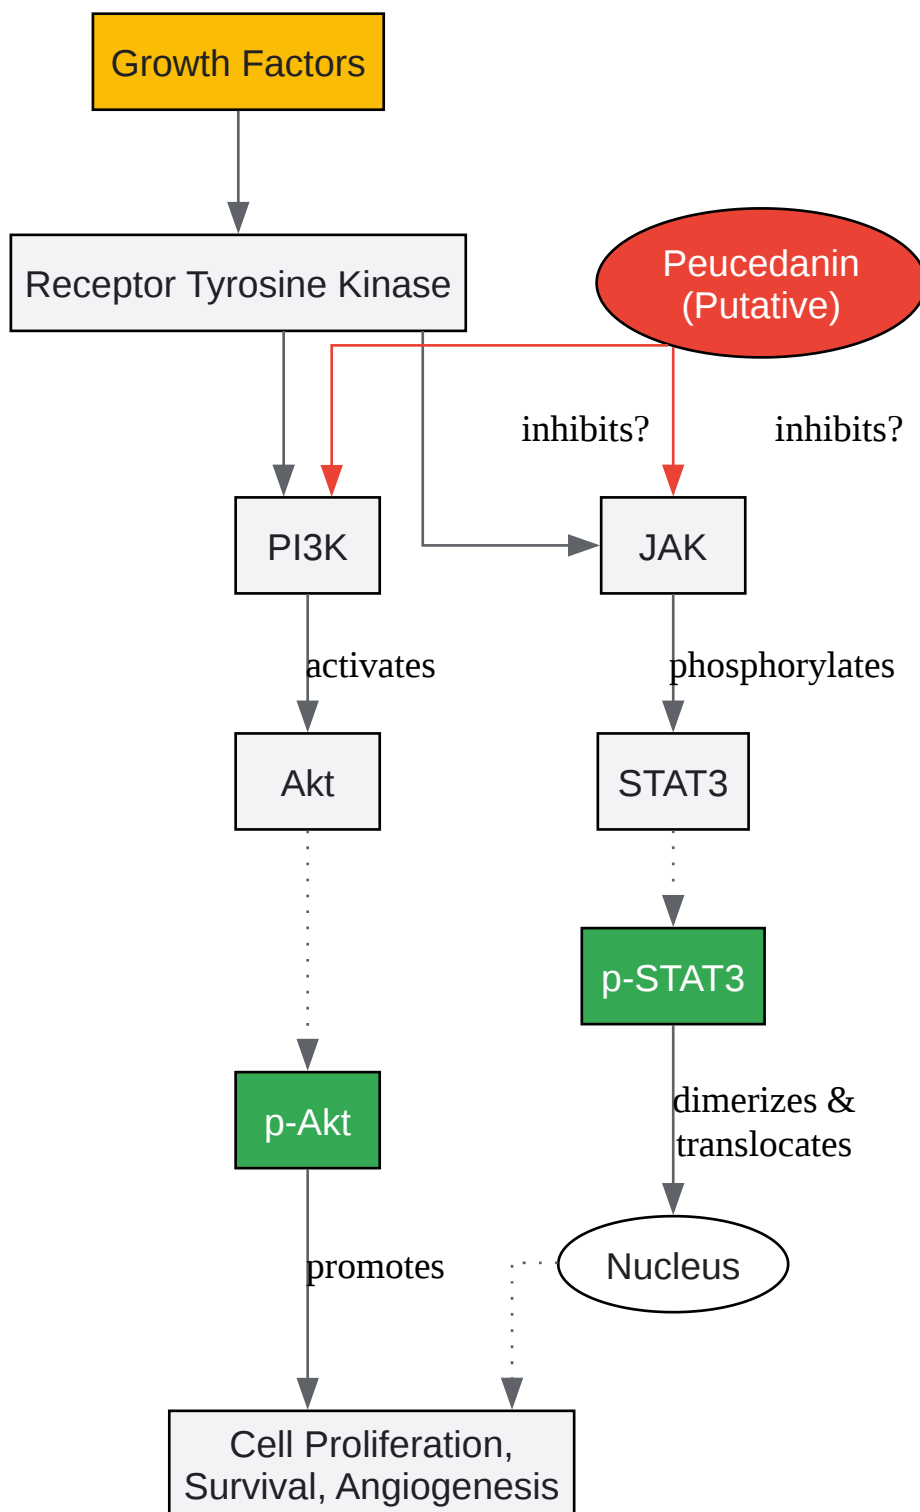 Growth Factors
Receptor Tyrosine Kinase
Peucedanin
(Putative)
inhibits?
inhibits?
PI3K
JAK
activates
phosphorylates
Akt
STAT3
p-STAT3
p-Akt
dimerizes &
translocates
promotes
Nucleus
Cell Proliferation,
Survival, Angiogenesis